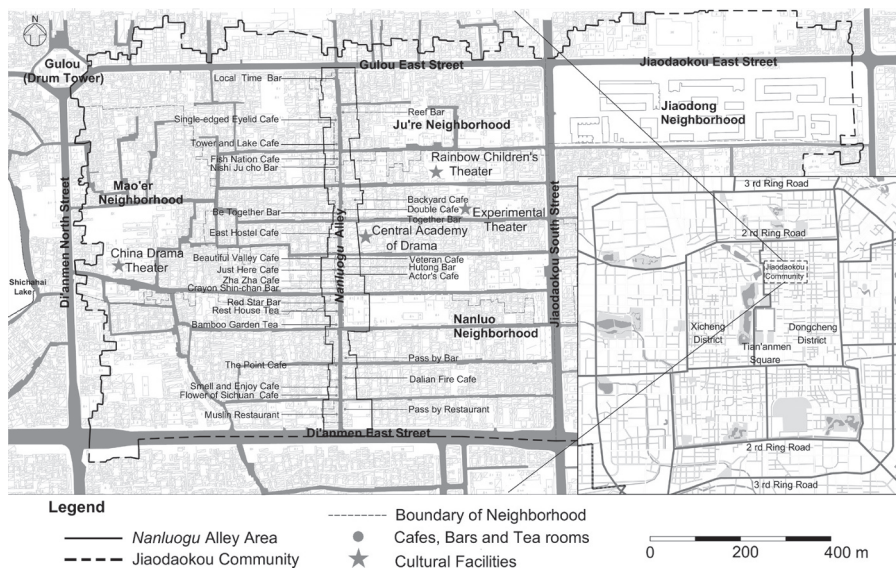 N
Gulou
(Drum Tower)
Gulou East Street
Jiaodaokou East Street
Local Time Bar
Reef Bar
Ju're Neighborhood
Jiaodong
Neighborhood
Single-edged Eyelid Cafe
Tower and Lake Cafe
Fish Nation Cafe
Nishi Ju cho Bar
Rainbow Children's
Theater
Mao'er
Neighborhood
Be Together Bar
Backyard Cafe
Double Cafe
Together Bar
Experimental
Theater
East Hostel Cafe
Central Academy
of Drama
China Drama
Theater
Beautiful Valley Cafe
Just Here Cafe
Zha Zha Cafe
Crayon Shin-chan Bar
Veteran Cafe
Hutong Bar
Actor's Cafe
Red Star Bar
Rest House Tea
Bamboo Garden Tea
Nanluo
Neighborhood
The Point Cafe
Pass by Bar
Smell and Enjoy Cafe
Flower of Sichuan Cafe
Dalian Fire Cafe
Muslin Restaurant
Pass by Restaurant
Di'anmen East Street
Di'anmen North Street
Nanluogu Alley
Jiaodaokou South Street
Shichahai
Lake
3 rd Ring Road
2 rd Ring Road
Jiaodaokou
Community
Xicheng
District
Dongcheng
District
Tian'anmen
Square
2 rd Ring Road
3 rd Ring Road
Legend
Nanluogu Alley Area
Jiaodaokou Community
Boundary of Neighborhood
Cafes, Bars and Tea rooms
Cultural Facilities
0 200 400 m